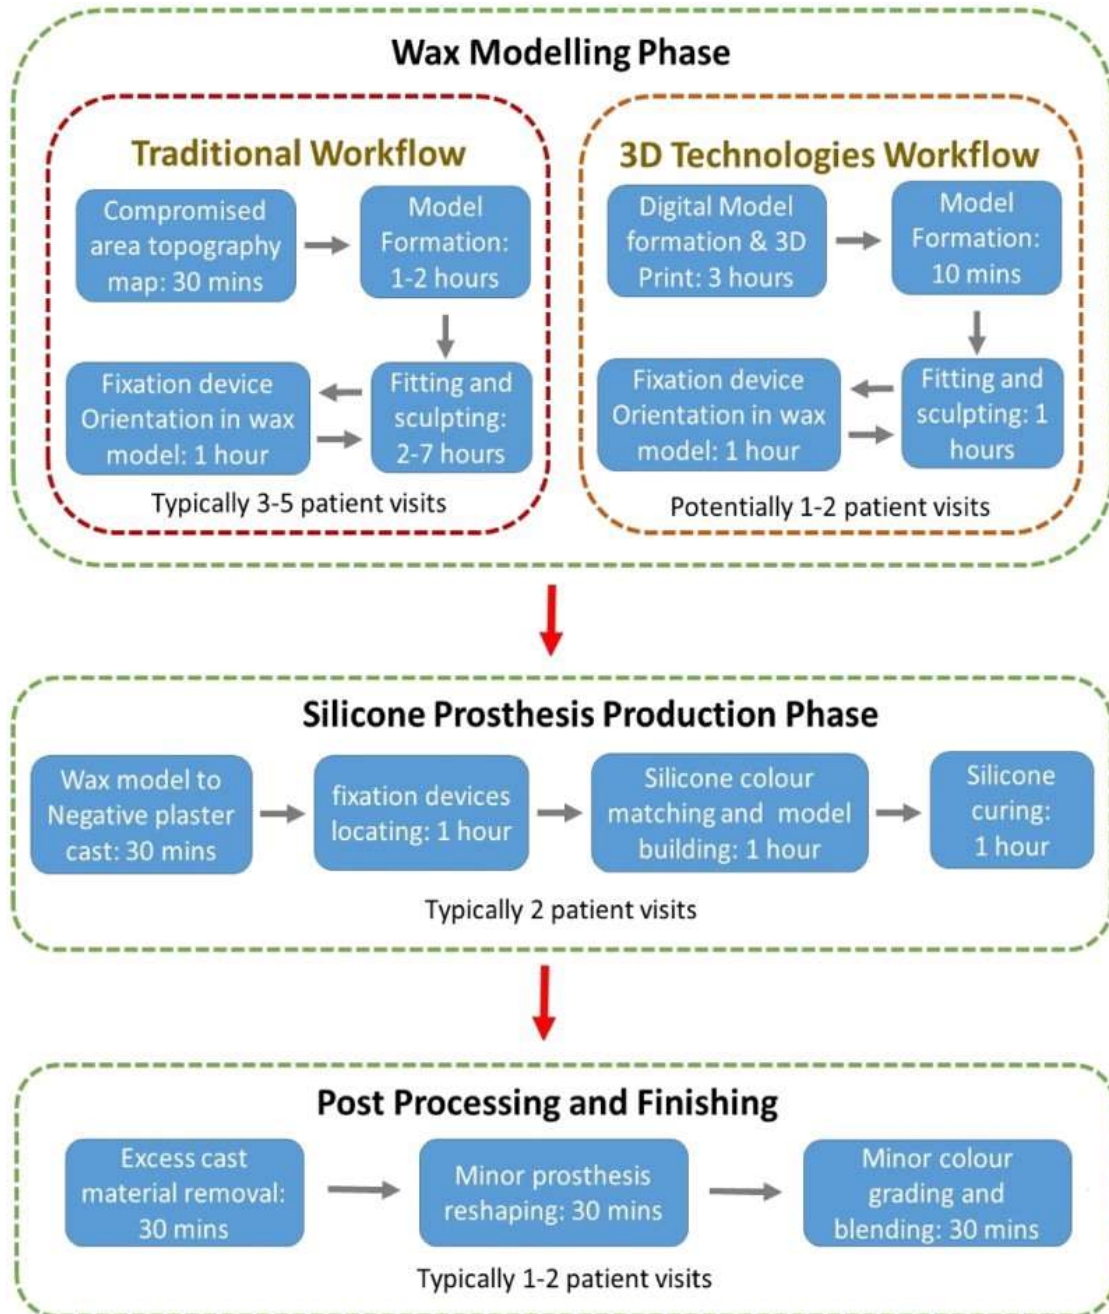 Wax Modelling Phase
Traditional Workflow
Compromised
area topography
map: 30 mins
Model
Formation:
1-2 hours
Fixation device
Orientation in wax
model: 1 hour
Fitting and
sculpting:
2-7 hours
Typically 3-5 patient visits
3D Technologies Workflow
Digital Model
formation & 3D
Print: 3 hours
Model
Formation:
10 mins
Fixation device
Orientation in wax
model: 1 hour
Fitting and
sculpting: 1
hours
Potentially 1-2 patient visits
Silicone Prosthesis Production Phase
Wax model to
Negative plaster
cast: 30 mins
fixation devices
locating: 1 hour
Silicone colour
matching and model
building: 1 hour
Silicone
curing:
1 hour
Typically 2 patient visits
Post Processing and Finishing
Excess cast
material removal:
30 mins
Minor prosthesis
reshaping: 30 mins
Minor colour
grading and
blending: 30 mins
Typically 1-2 patient visits